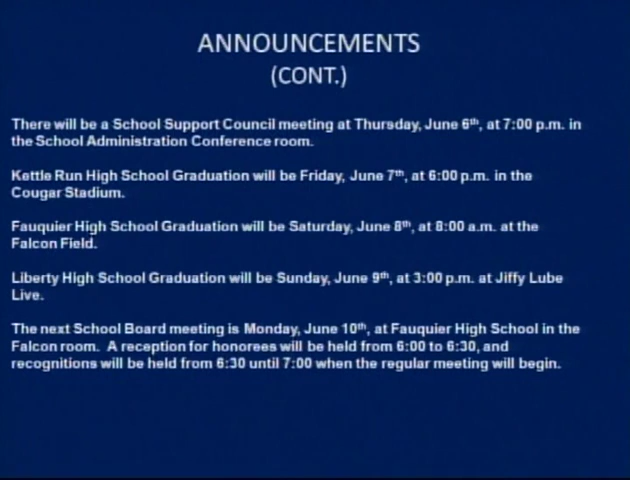 ANNOUNCEMENTS
(CONT.)
There will be a School Support Council meeting at Thursday, June 6th, at 7:00 p.m. in
the School Administration Conference room.
Kettle Run High School Graduation will be Friday, June 7th, at 6:00 p.m. in the
Cougar Stadium.
Fauquier High School Graduation will be Saturday, June 8th, at 8:00 a.m. at the
Falcon Field.
Liberty High School Graduation will be Sunday, June 9th, at 3:00 p.m. at Jiffy Lube
Live.
The next School Board meeting is Monday, June 10th, at Fauquier High School in the
Falcon room.  A reception for honorees will be held from 6:00 to 6:30, and
recognitions will be held from 6:30 until 7:00 when the regular meeting will begin.